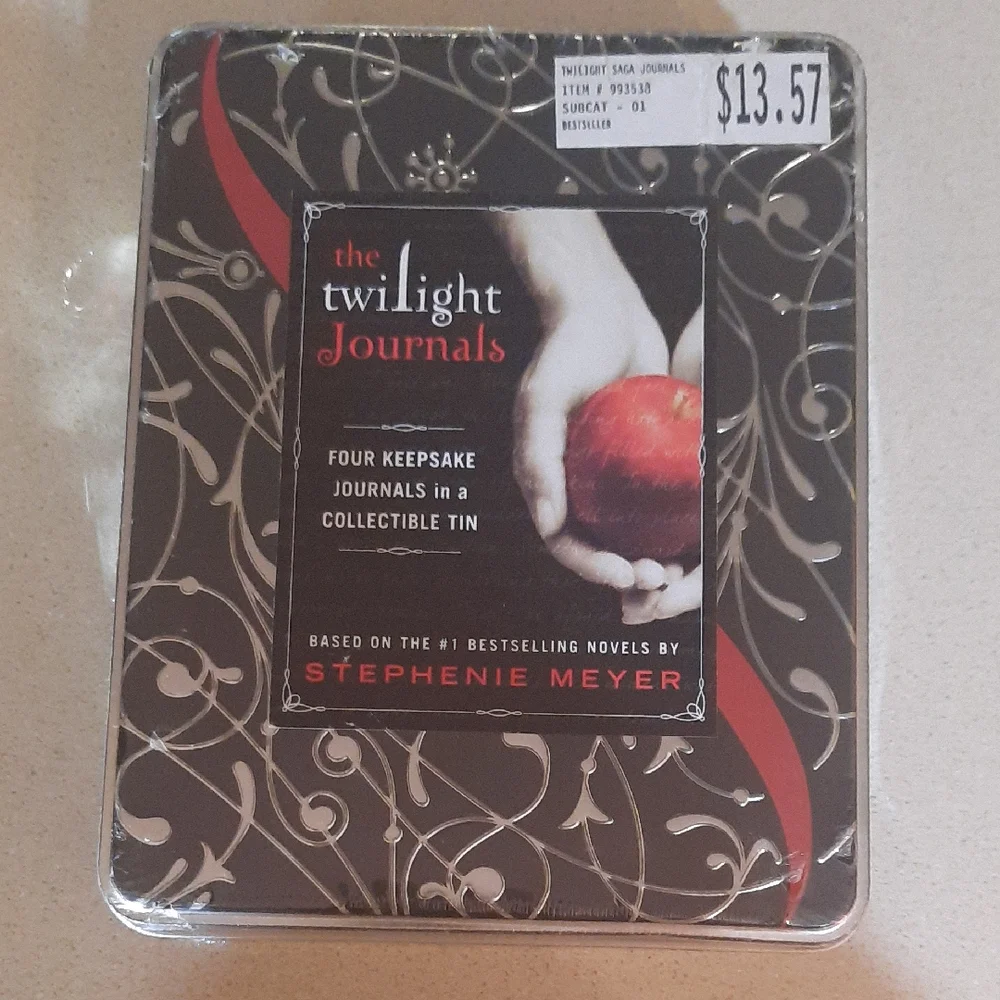 TWILIGHT SAGA JOURNALS
ITEM # 993538
SUBCAT - 01
BESTSELLER
$13.57
the
twilight
Journals
FOUR KEEPSAKE
JOURNALS in a
COLLECTIBLE TIN
BASED ON THE #1 BESTSELLING NOVELS BY
STEPHENIE MEYER